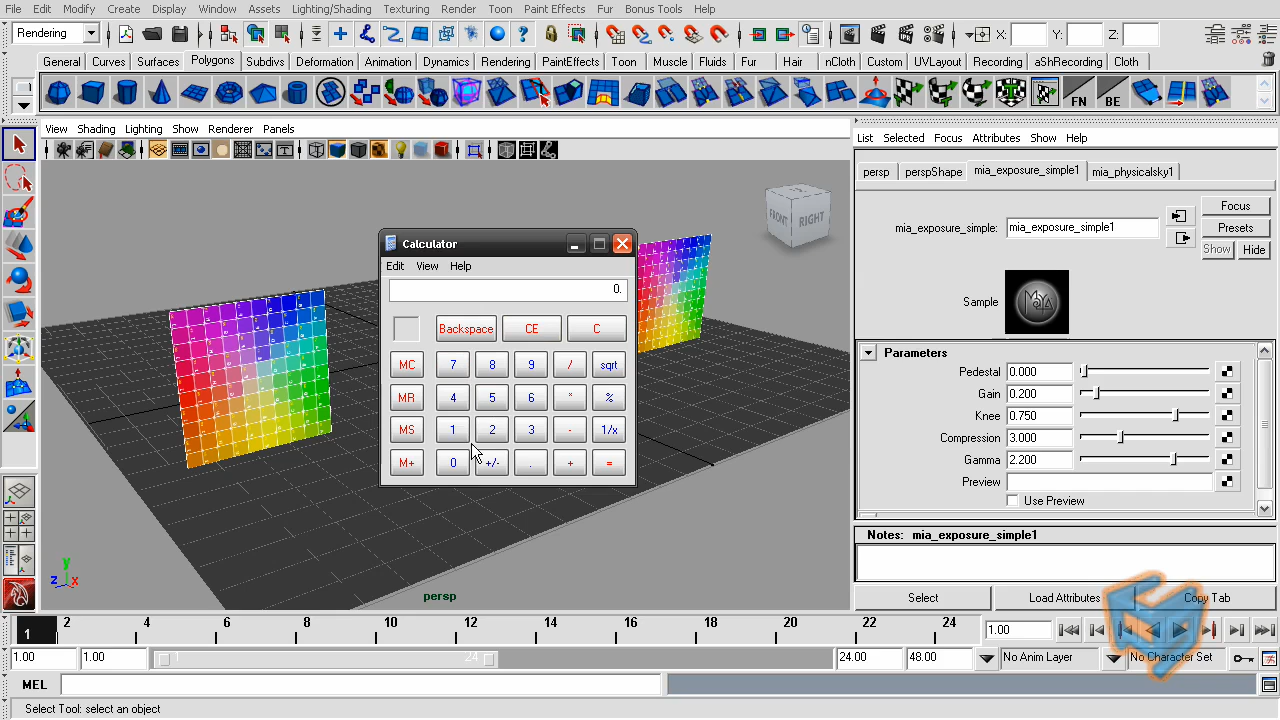 File Edit Modify Create Display Window Assets Lighting/Shading Texturing Render Toon Paint Effects Fur Bonus Tools Help
Rendering X: Y: Z:
General Curves Surfaces Polygons Subdivs Deformation Animation Dynamics Rendering PaintEffects Toon Muscle Fluids Fur Hair nCloth Custom UVLayout Recording aShRecording Cloth
FN BE
View Shading Lighting Show Renderer Panels
List Selected Focus Attributes Show Help
persp perspShape mia_exposure_simple1 mia_physicalsky1
mia_exposure_simple: mia_exposure_simple1
Focus
Presets
Show Hide
Sample
Parameters
Pedestal 0.000
Gain 0.200
Knee 0.750
Compression 3.000
Gamma 2.200
Preview
Use Preview
Notes: mia_exposure_simple1
Select Load Attributes Copy Tab
FRONT RIGHT
Calculator
Edit View Help
0.
Backspace CE C
MC 7 8 9 / sqrt
MR 4 5 6 * %
MS 1 2 3 - 1/x
M+ 0 +/- . + =
y
z x
persp
1 2 4 6 8 10 12 14 16 18 20 22 24 1.00
1.00 1.00 1 24 24.00 48.00 No Anim Layer No Character Set
MEL
Select Tool: select an object